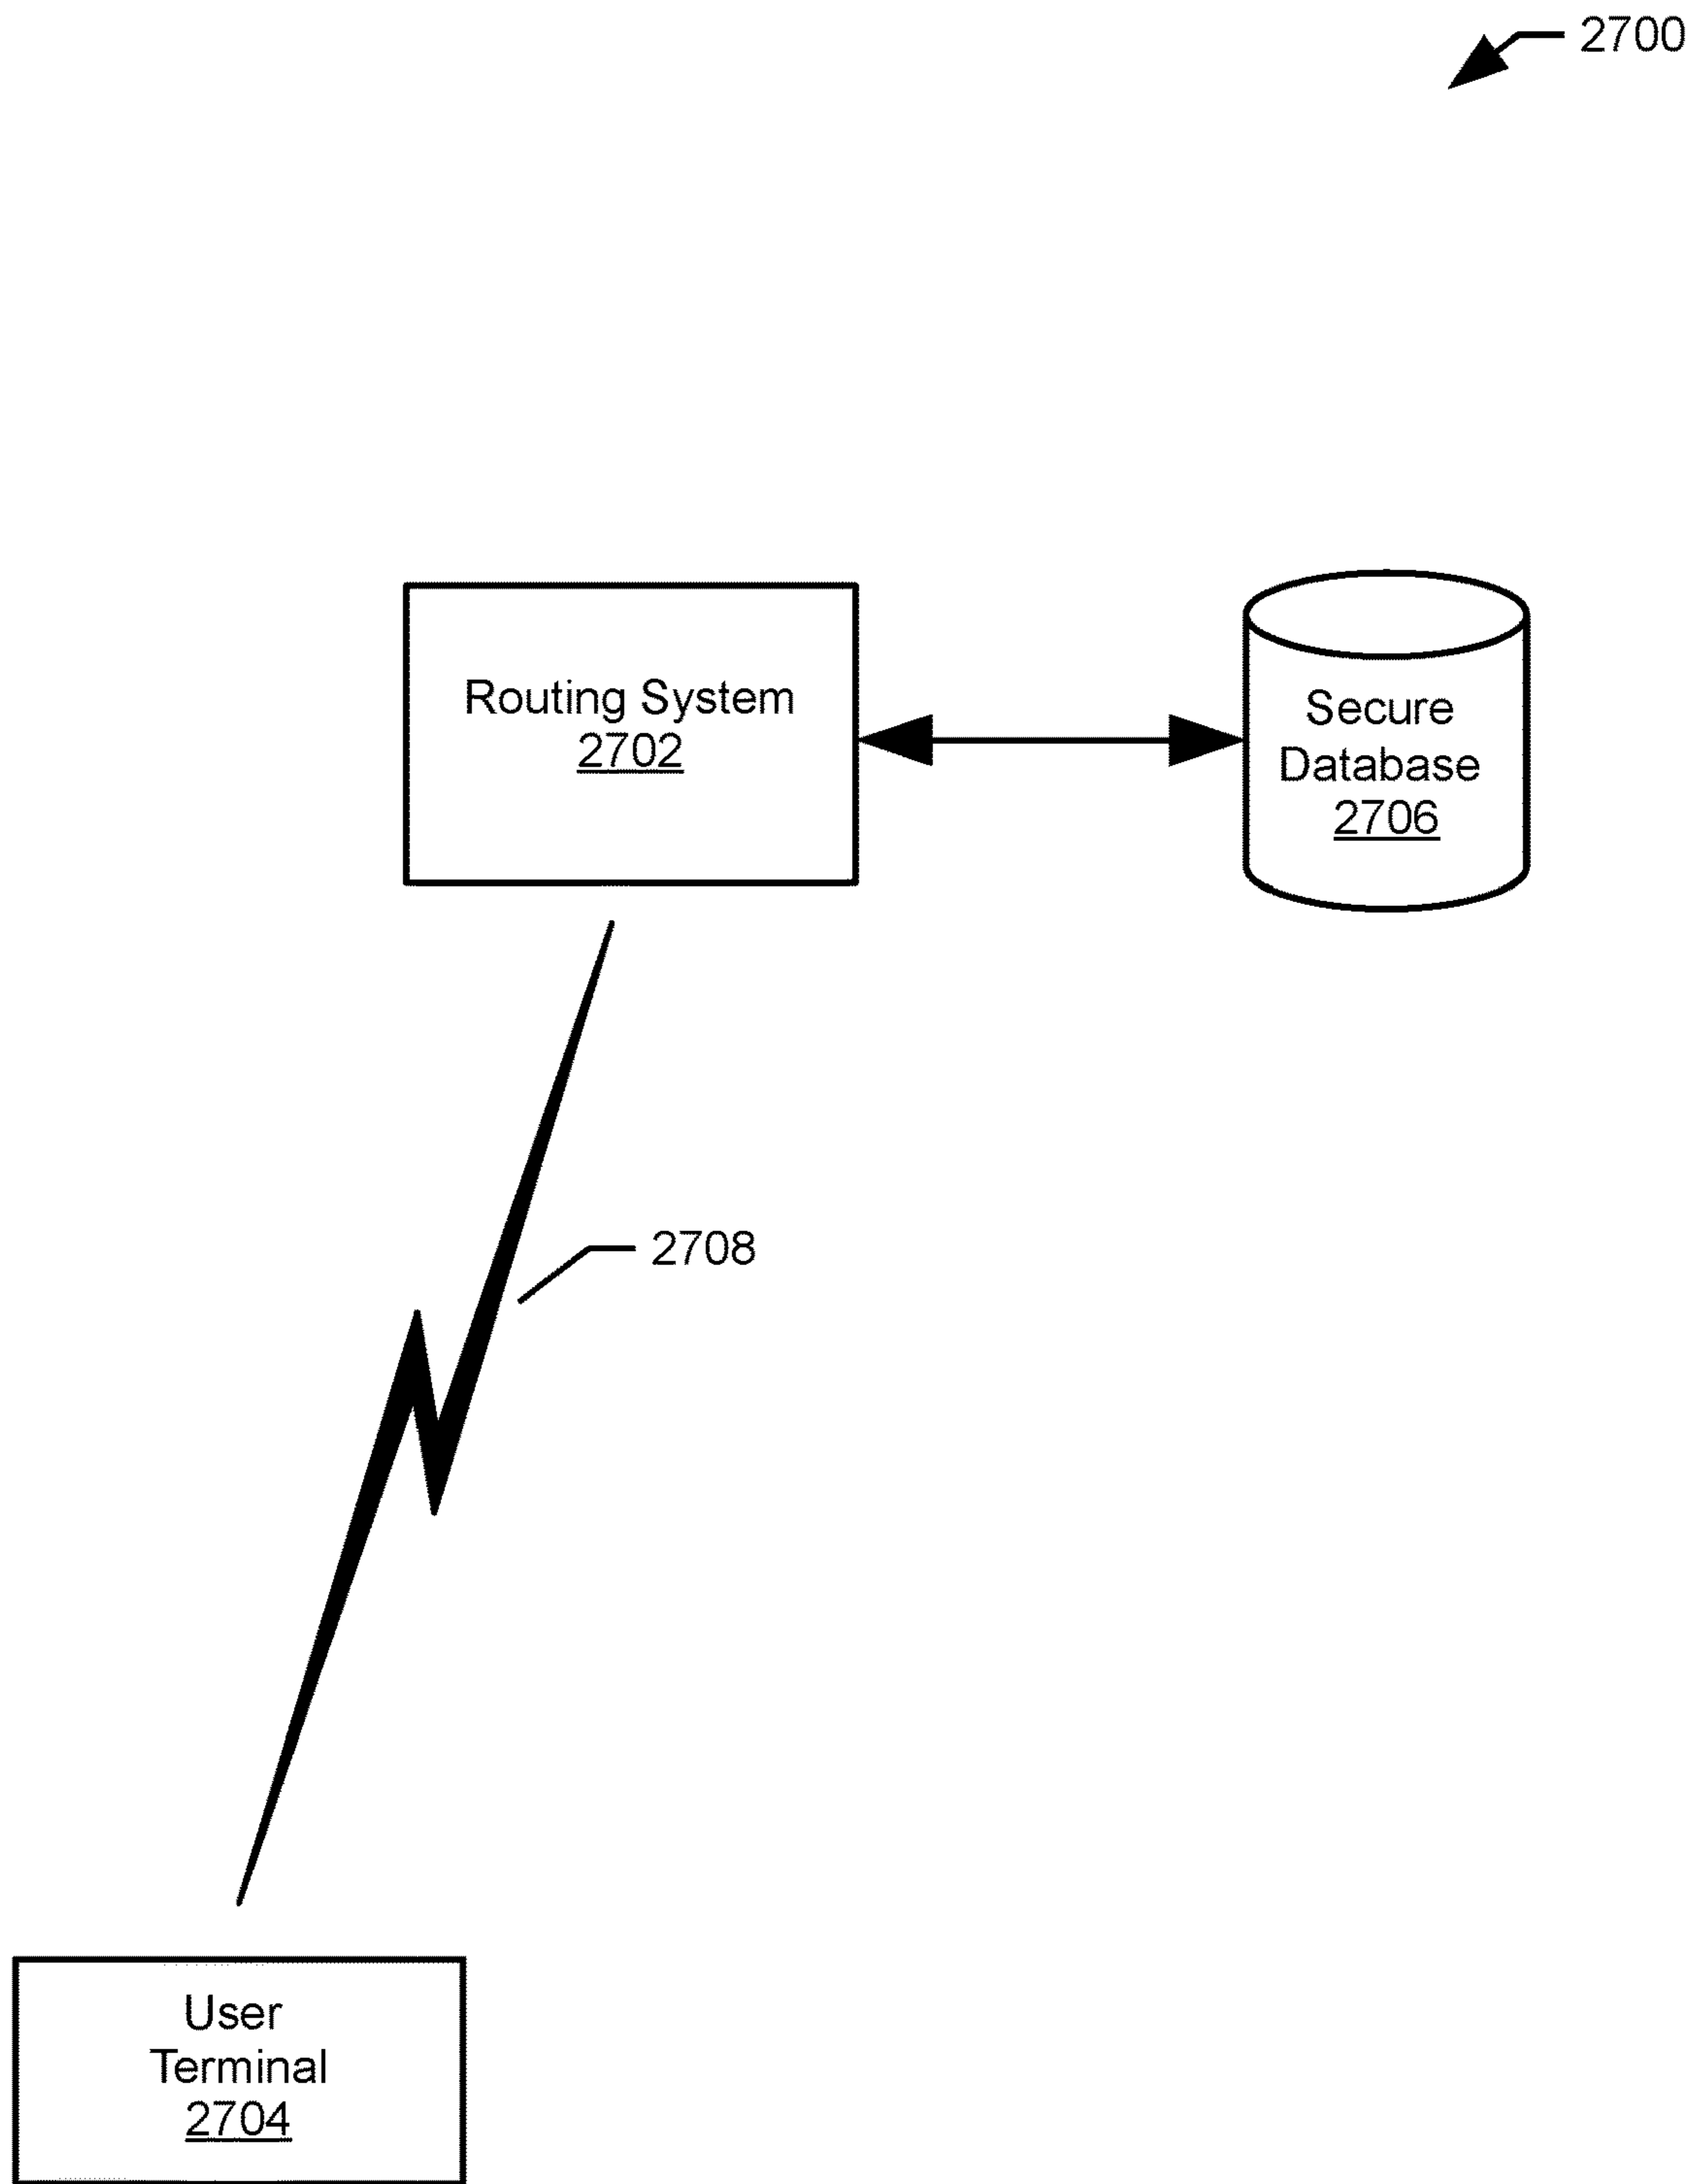 2700
Routing System
2702
Secure
Database
2706
2708
User
Terminal
2704